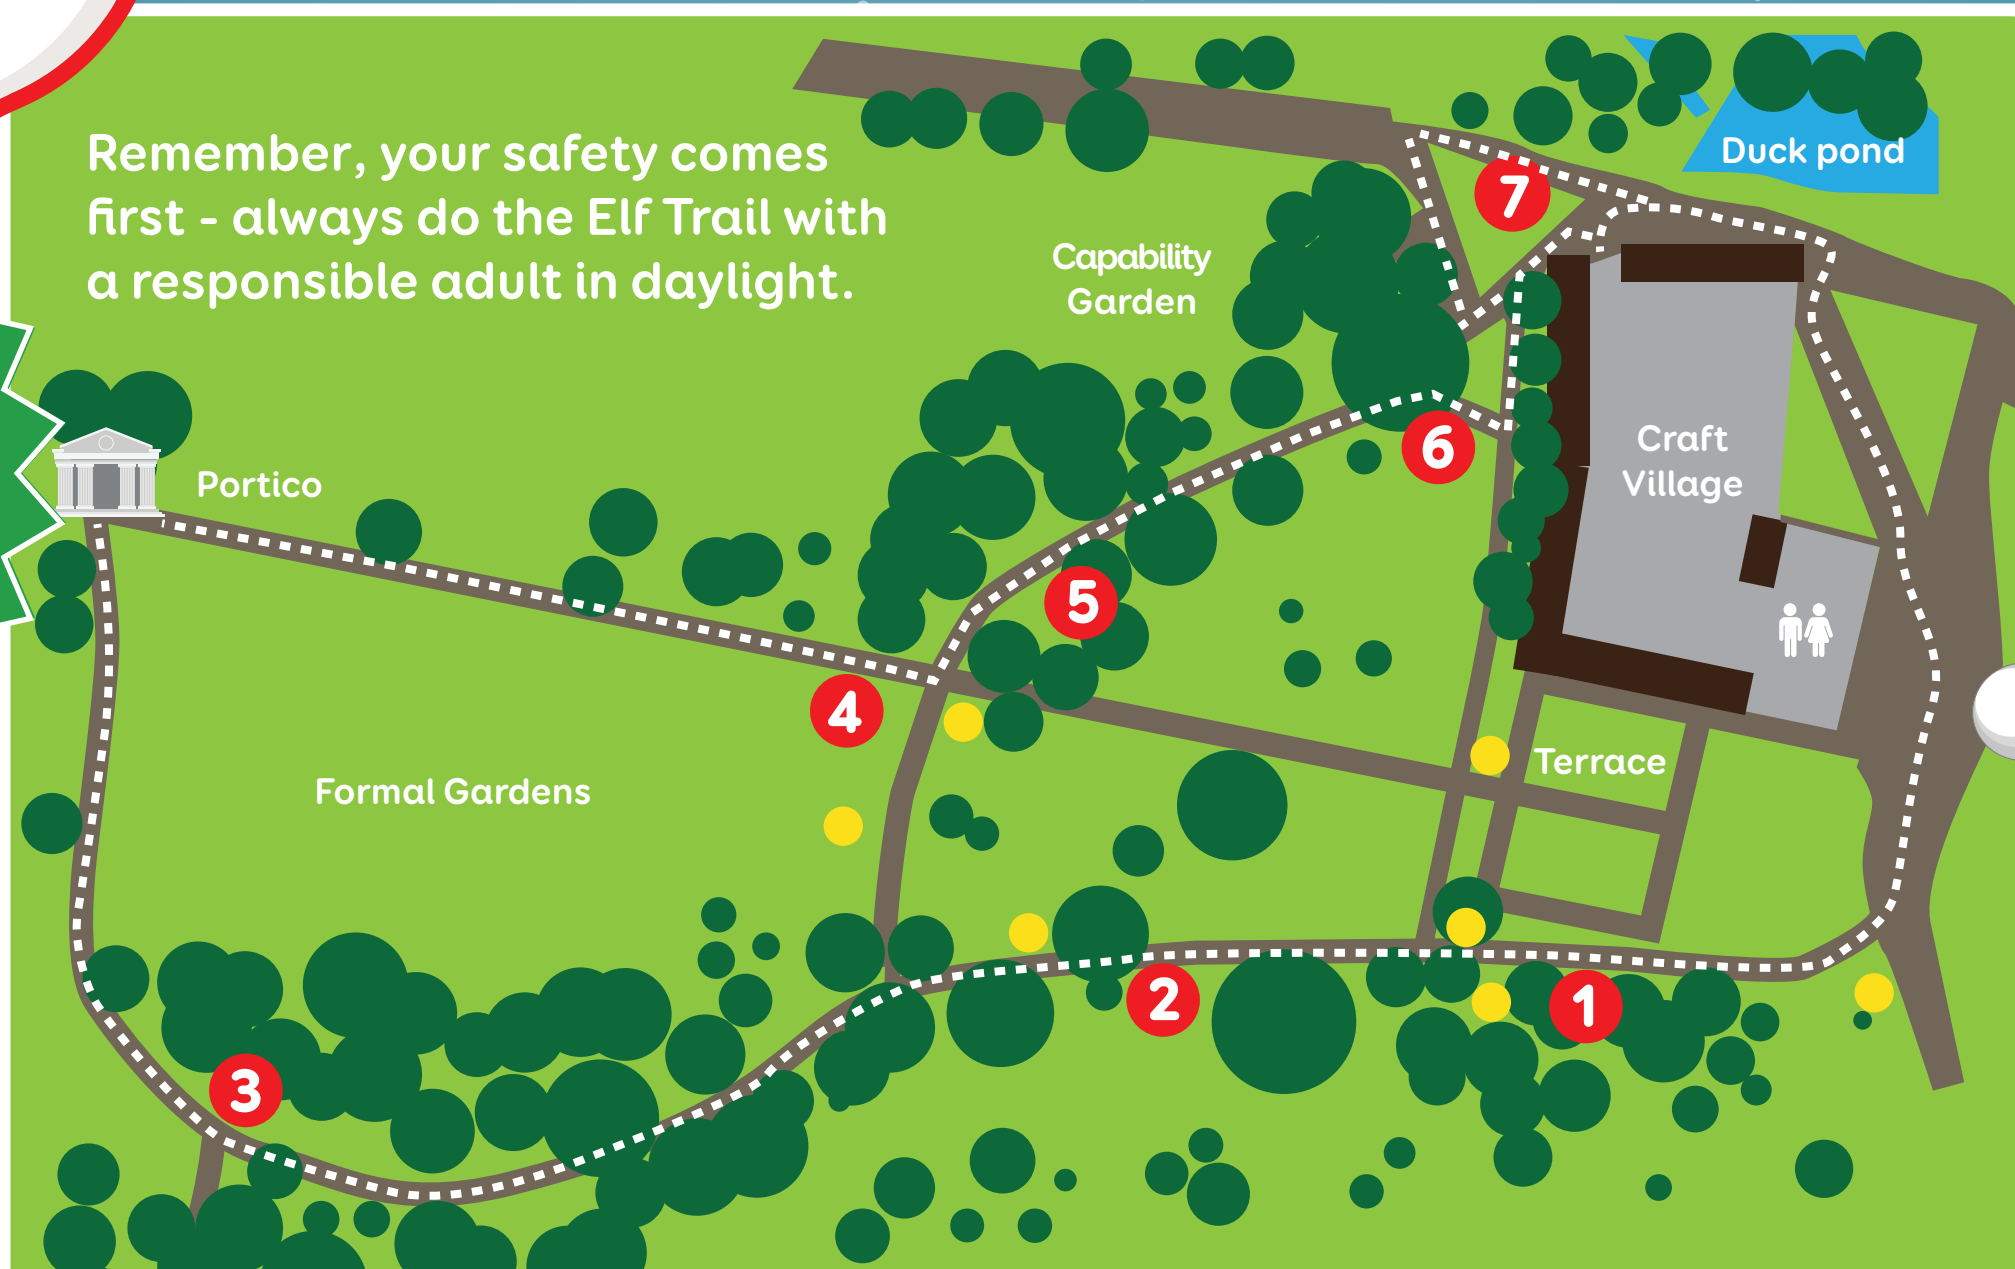 Remember, your safety comes
first - always do the Elf Trail with
a responsible adult in daylight.
Duck pond
7
Capability
Garden
Craft
Village
6
Portico
5
4
Terrace
Formal Gardens
2
1
3